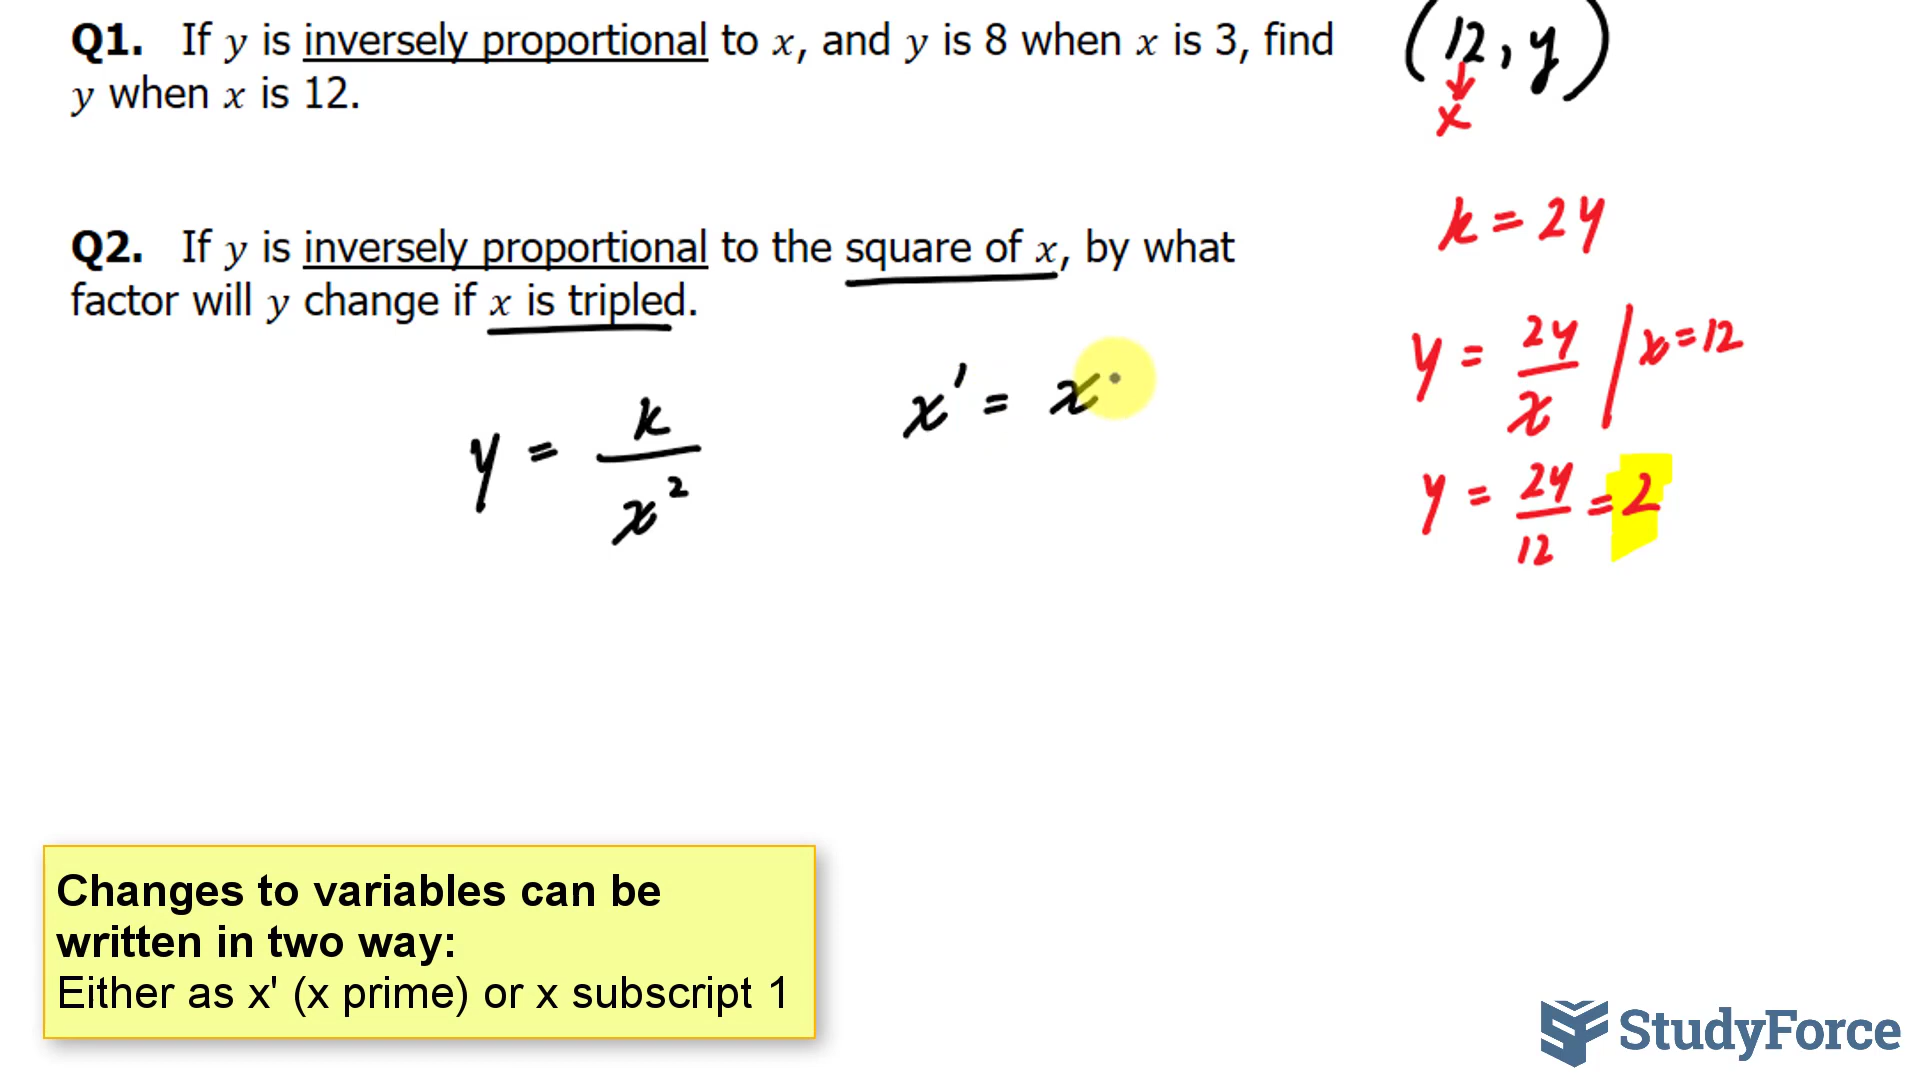 Q1. If y is inversely proportional to x, and y is 8 when x is 3, find
y when x is 12.
(12, y)
x
k = 24
Q2. If y is inversely proportional to the square of x, by what
factor will y change if x is tripled.
y = k/x²
x' = x
y = 24/x | x=12
y = 24/12 = 2
Changes to variables can be
written in two way:
Either as x' (x prime) or x subscript 1
StudyForce